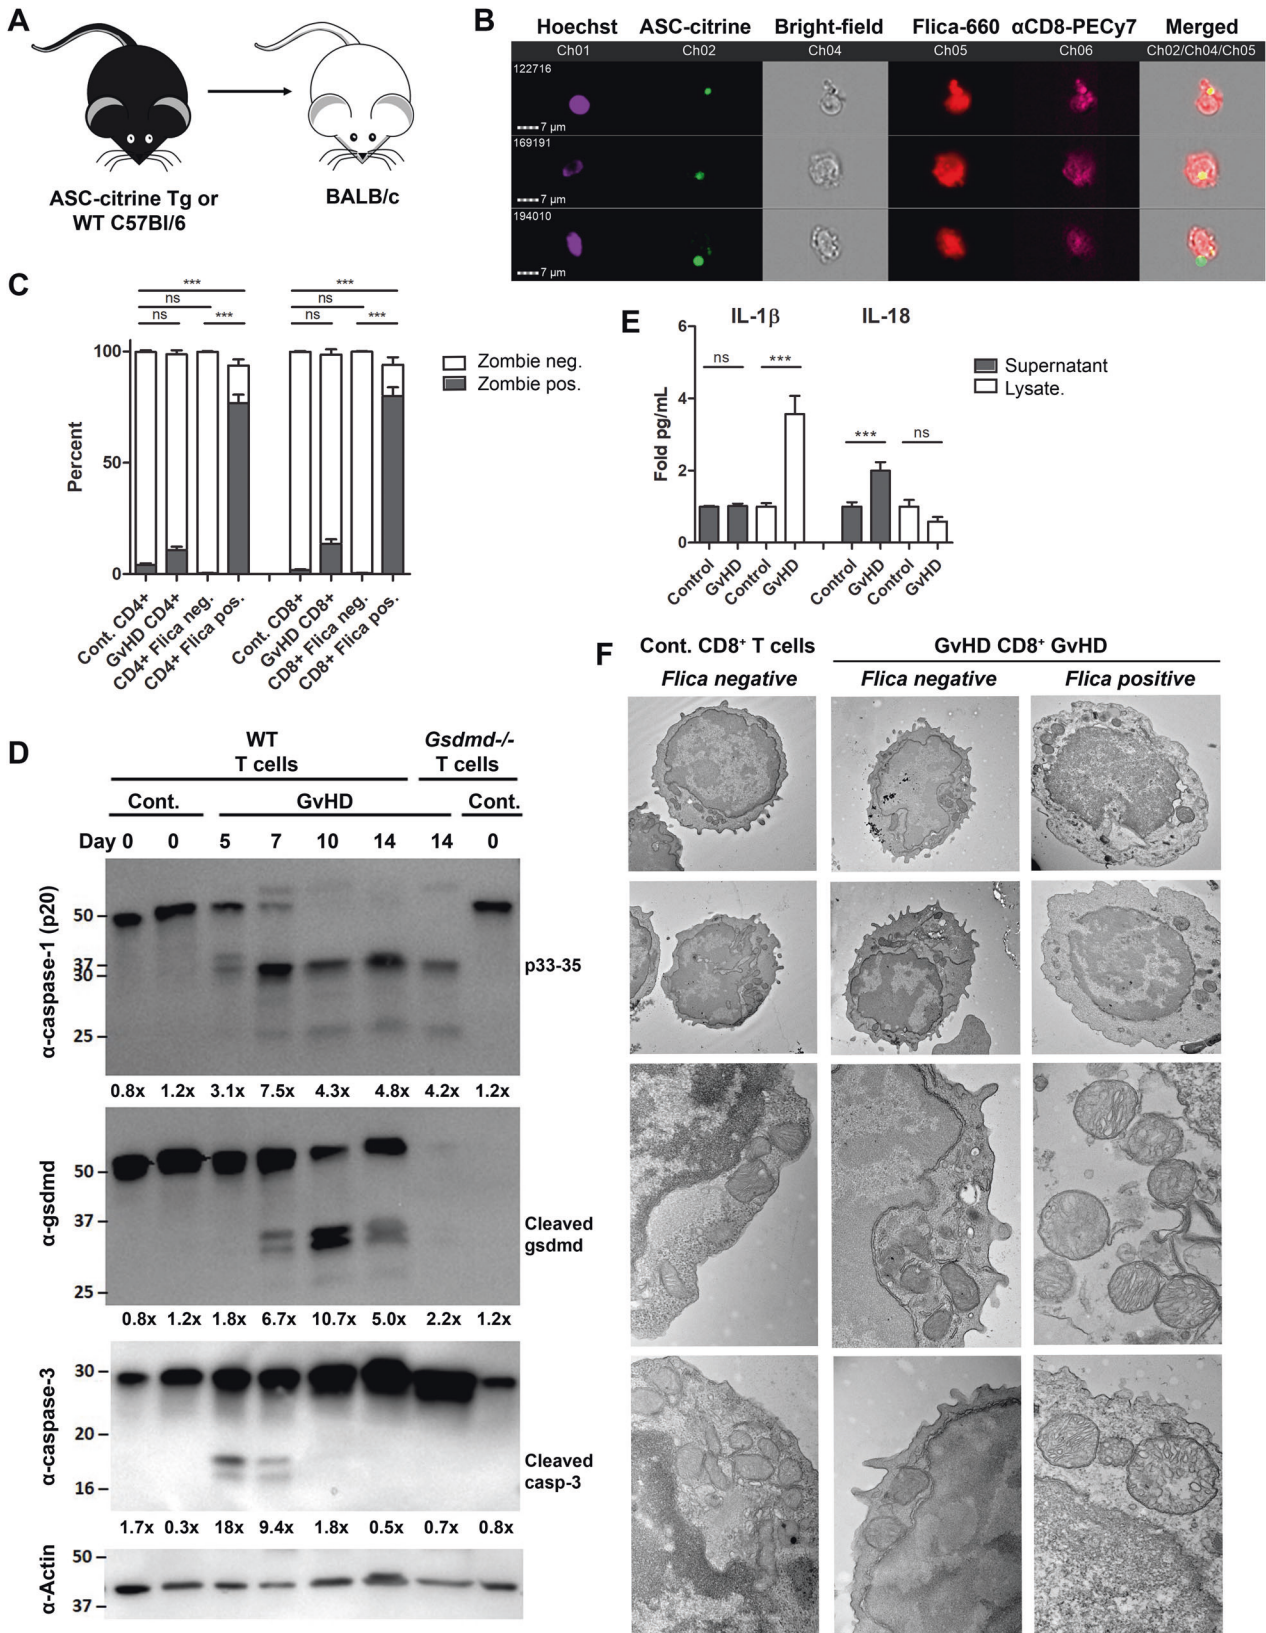 A
ASC-citrine Tg or
WT C57Bl/6
BALB/c
B
Hoechst ASC-citrine Bright-field Flica-660 αCD8-PECy7 Merged
Ch01 Ch02 Ch04 Ch05 Ch06 Ch02/Ch04/Ch05
122716
7 µm
169191
7 µm
194010
7 µm
C
*** ***
ns ns
ns *** ns ***
Percent
100
50
0
Zombie neg.
Zombie pos.
Cont. CD4+
GvHD CD4+
CD4+ Flica neg.
CD4+ Flica pos.
Cont. CD8+
GvHD CD8+
CD8+ Flica neg.
CD8+ Flica pos.
E
IL-1β IL-18
Fold pg/mL
6
4
2
0
ns *** *** ns
Supernatant
Lysate.
Control
GvHD
Control
GvHD
Control
GvHD
Control
GvHD
D
WT
T cells
Gsdmd-/-
T cells
Cont. GvHD Cont.
Day 0 0 5 7 10 14 14 0
α-caspase-1 (p20)
50
37
30
25
p33-35
0.8x 1.2x 3.1x 7.5x 4.3x 4.8x 4.2x 1.2x
α-gsdmd
50
37
25
Cleaved
gsdmd
0.8x 1.2x 1.8x 6.7x 10.7x 5.0x 2.2x 1.2x
α-caspase-3
30
20
16
Cleaved
casp-3
1.7x 0.3x 18x 9.4x 1.8x 0.5x 0.7x 0.8x
α-Actin
50
37
F
Cont. CD8⁺ T cells GvHD CD8⁺ GvHD
Flica negative Flica negative Flica positive